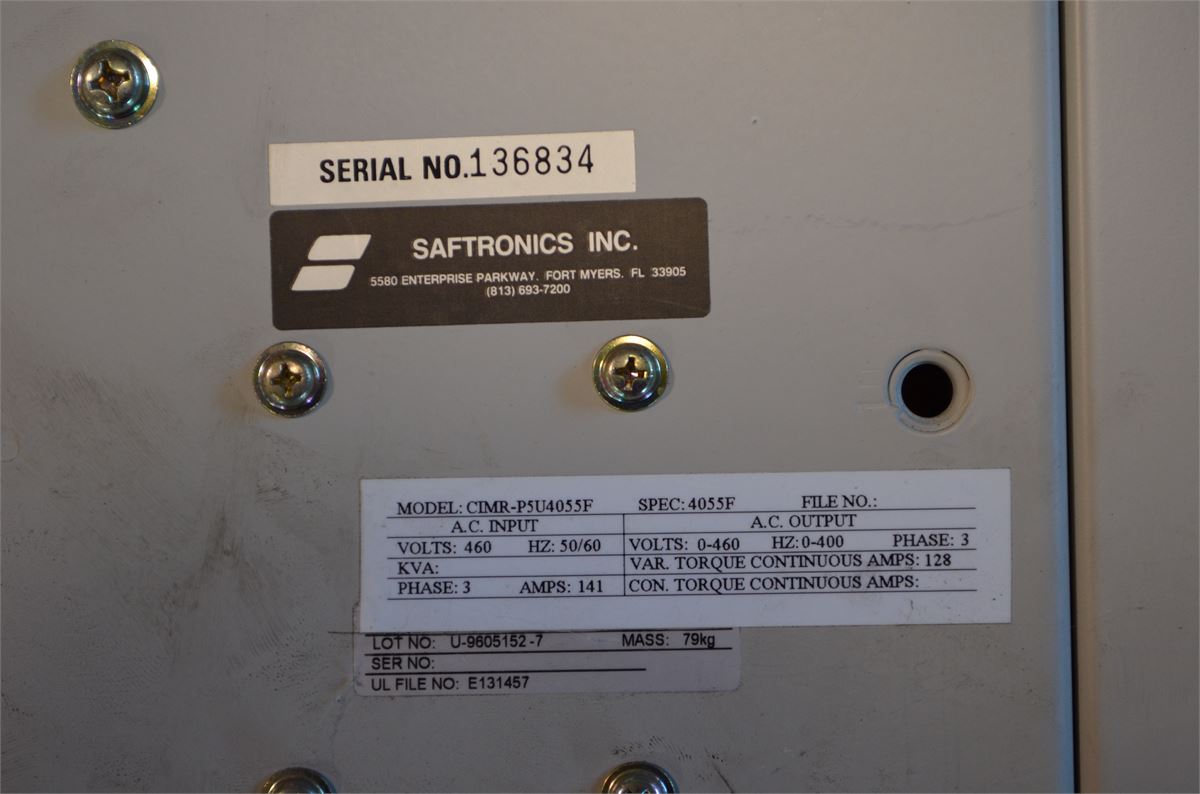 SERIAL NO.136834
SAFTRONICS INC.
5580 ENTERPRISE PARKWAY. FORT MYERS. FL 33905
(813) 693-7200
MODEL: CIMR-P5U4055F SPEC: 4055F FILE NO.:
A.C. INPUT A.C. OUTPUT
VOLTS: 460 HZ: 50/60 VOLTS: 0-460 HZ: 0-400 PHASE: 3
KVA: VAR. TORQUE CONTINUOUS AMPS: 128
PHASE: 3 AMPS: 141 CON. TORQUE CONTINUOUS AMPS:
LOT NO: U-9605152-7 MASS: 79kg
SER NO:
UL FILE NO: E131457